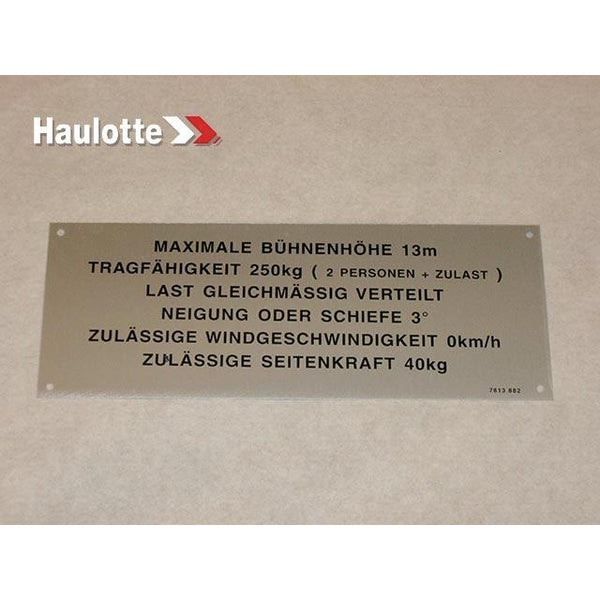 Haulotte
MAXIMALE BÜHNENHÖHE 13m
TRAGFÄHIGKEIT 250kg ( 2 PERSONEN + ZULAST )
LAST GLEICHMÄSSIG VERTEILT
NEIGUNG ODER SCHIEFE 3°
ZULÄSSIGE WINDGESCHWINDIGKEIT 0km/h
ZULÄSSIGE SEITENKRAFT 40kg
7813 882